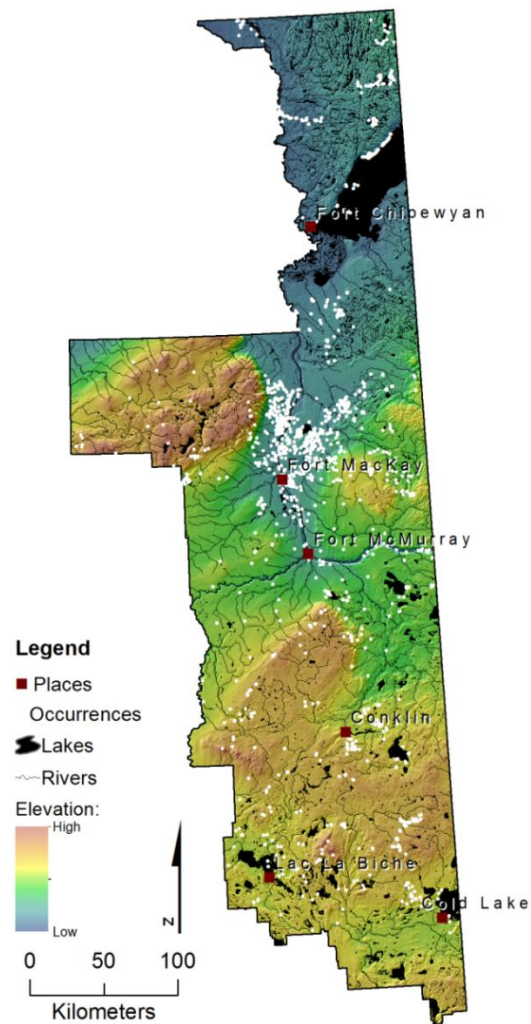 Fort Chipewyan
Fort MacKay
Fort McMurray
Legend
Places
Occurrences
Lakes
Rivers
Elevation:
High
Low
Conklin
Lac La Biche
Cold Lake
N
0 50 100
Kilometers